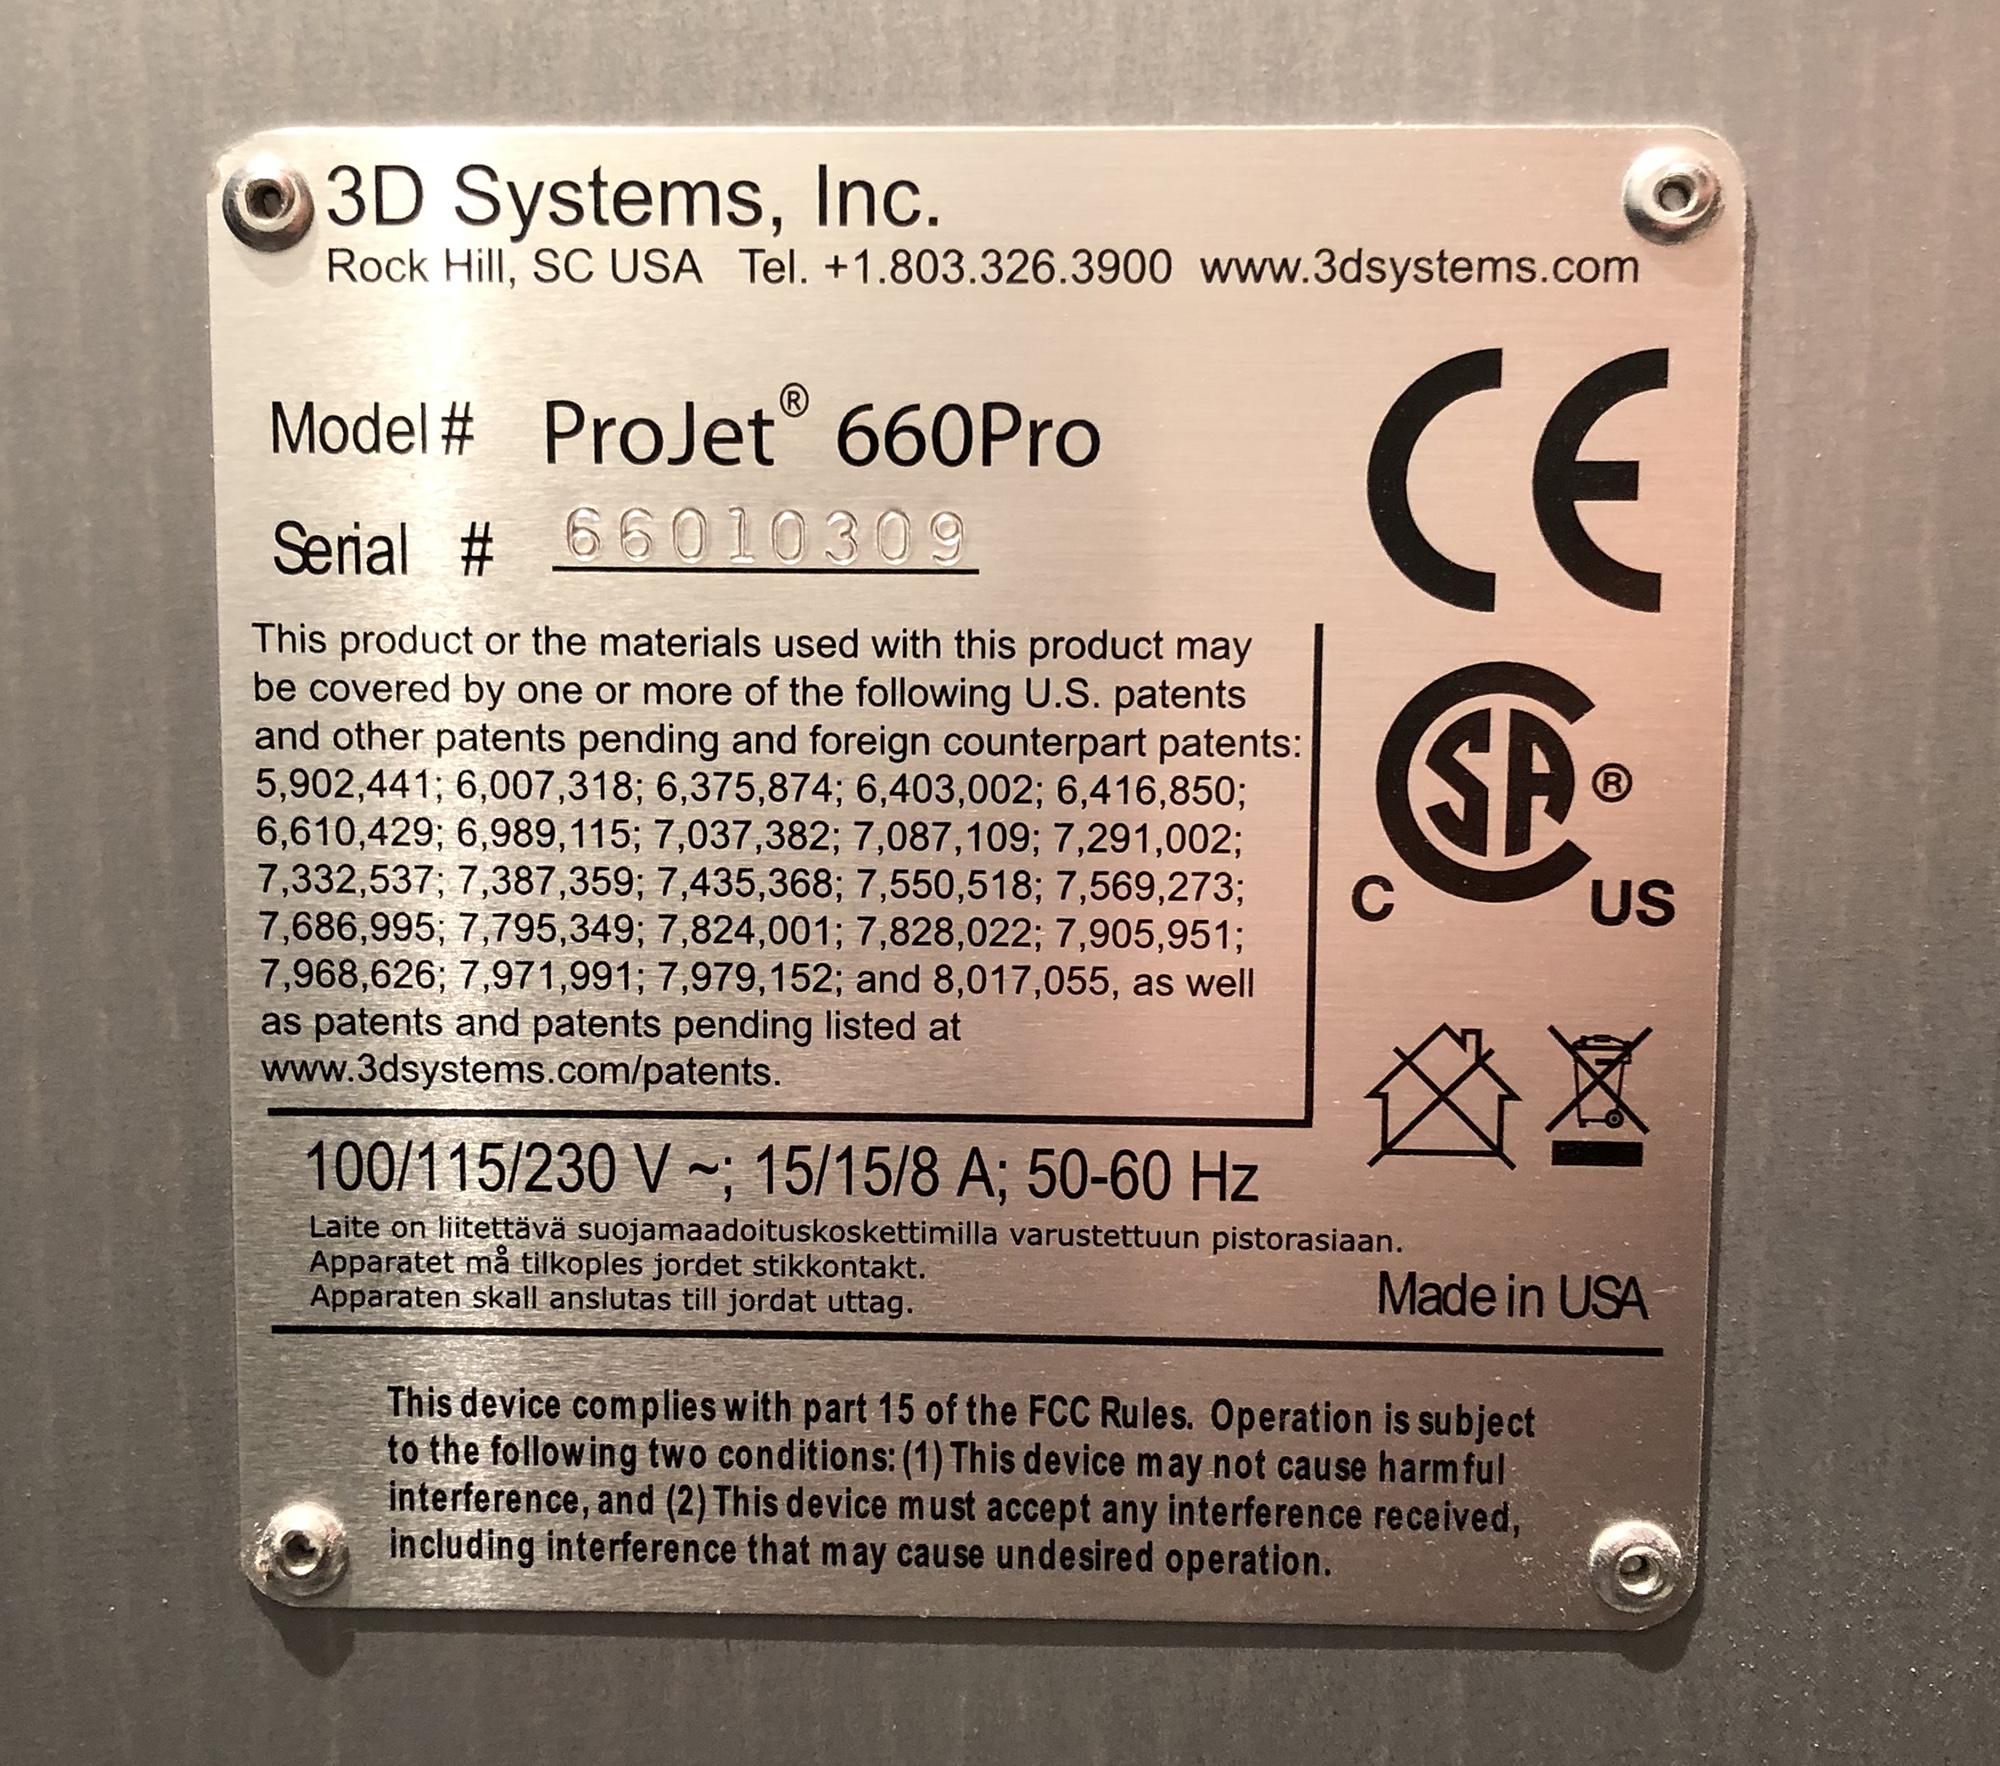 3D Systems, Inc.
Rock Hill, SC USA Tel. +1.803.326.3900 www.3dsystems.com
Model # ProJet® 660Pro
Serial # 66010309
CE
This product or the materials used with this product may
be covered by one or more of the following U.S. patents
and other patents pending and foreign counterpart patents:
5,902,441; 6,007,318; 6,375,874; 6,403,002; 6,416,850;
6,610,429; 6,989,115; 7,037,382; 7,087,109; 7,291,002;
7,332,537; 7,387,359; 7,435,368; 7,550,518; 7,569,273;
7,686,995; 7,795,349; 7,824,001; 7,828,022; 7,905,951;
7,968,626; 7,971,991; 7,979,152; and 8,017,055, as well
as patents and patents pending listed at
www.3dsystems.com/patents.
CSA ®
C US
100/115/230 V ~; 15/15/8 A; 50-60 Hz
Laite on liitettävä suojamaadoituskoskettimilla varustettuun pistorasiaan.
Apparatet må tilkoples jordet stikkontakt.
Apparaten skall anslutas till jordat uttag.
Made in USA
This device complies with part 15 of the FCC Rules. Operation is subject
to the following two conditions: (1) This device may not cause harmful
interference, and (2) This device must accept any interference received,
including interference that may cause undesired operation.